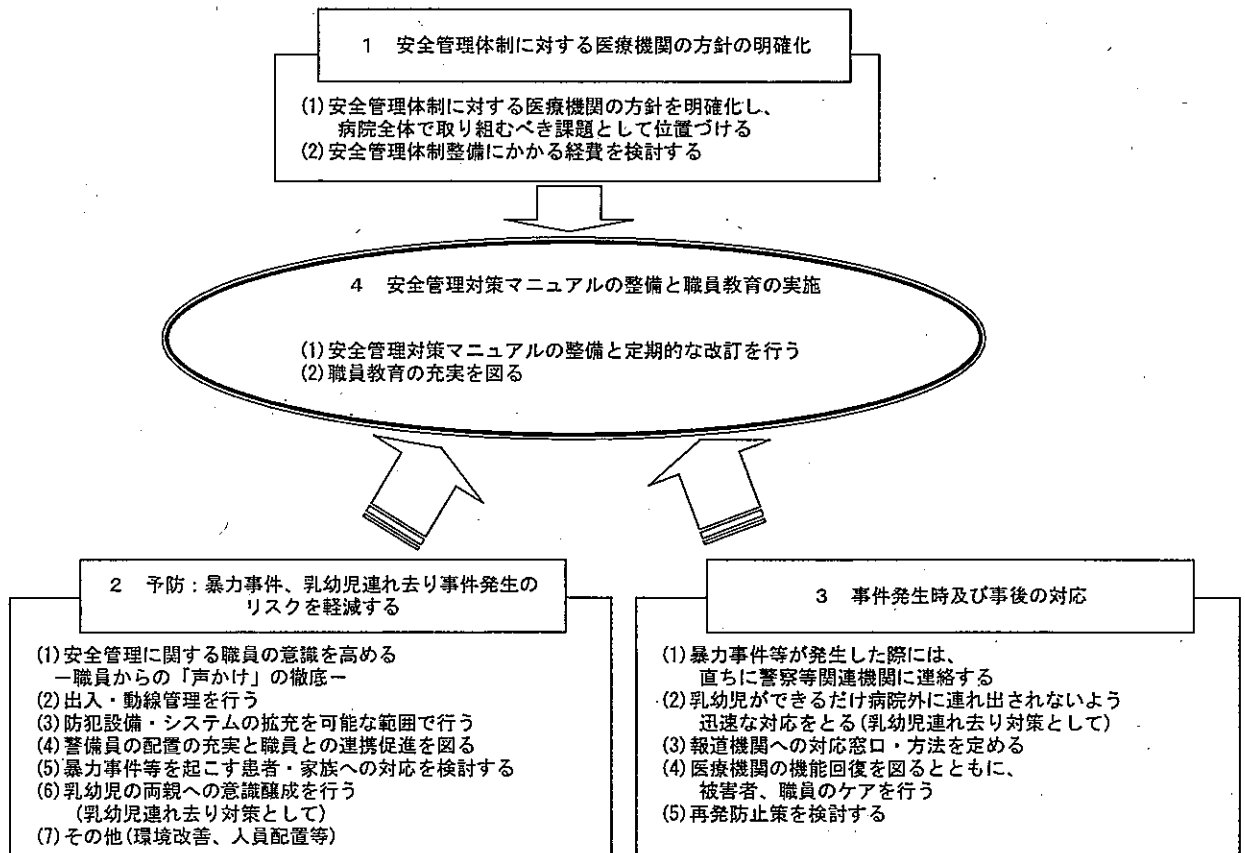 1 安全管理体制に対する医療機関の方針の明確化
(1)安全管理体制に対する医療機関の方針を明確化し、
病院全体で取り組むべき課題として位置づける
(2)安全管理体制整備にかかる経費を検討する
4 安全管理対策マニュアルの整備と職員教育の実施
(1)安全管理対策マニュアルの整備と定期的な改訂を行う
(2)職員教育の充実を図る
2 予防：暴力事件、乳幼児連れ去り事件発生の
リスクを軽減する
(1)安全管理に関する職員の意識を高める
－職員からの「声かけ」の徹底－
(2)出入・動線管理を行う
(3)防犯設備・システムの拡充を可能な範囲で行う
(4)警備員の配置の充実と職員との連携促進を図る
(5)暴力事件等を起こす患者・家族への対応を検討する
(6)乳幼児の両親への意識醸成を行う
(乳幼児連れ去り対策として)
(7)その他(環境改善、人員配置等)
3 事件発生時及び事後の対応
(1)暴力事件等が発生した際には、
直ちに警察等関連機関に連絡する
(2)乳幼児ができるだけ病院外に連れ出されないよう
迅速な対応をとる(乳幼児連れ去り対策として)
(3)報道機関への対応窓口・方法を定める
(4)医療機関の機能回復を図るとともに、
被害者、職員のケアを行う
(5)再発防止策を検討する